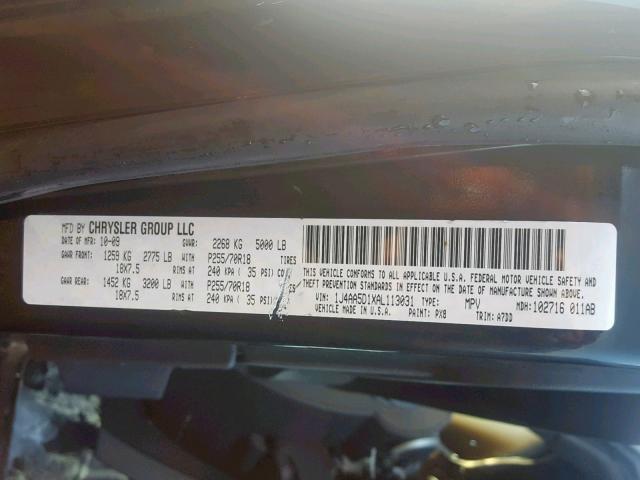 MFD BY CHRYSLER GROUP LLC
DATE OF MFR: 10-09 GVWR: 2268 KG 5000 LB
GAWR FRONT: 1259 KG 2775 LB P255/70R18 TIRES
18X7.5 RIMS AT 240 KPA ( 35 PSI) COLD
GAWR REAR: 1452 KG 3200 LB P255/70R18
18X7.5 RIMS AT 240 KPA ( 35 PSI)
THIS VEHICLE CONFORMS TO ALL APPLICABLE U.S.A. FEDERAL MOTOR VEHICLE SAFETY AND
THEFT PREVENTION STANDARDS IN EFFECT ON THE DATE OF MANUFACTURE SHOWN ABOVE.
VIN: 1J4AA5D1XAL113031 TYPE: MPV MDH: 102716 011AB
VEHICLE MADE IN U.S.A. PAINT: PX8 TRIM: A7DD